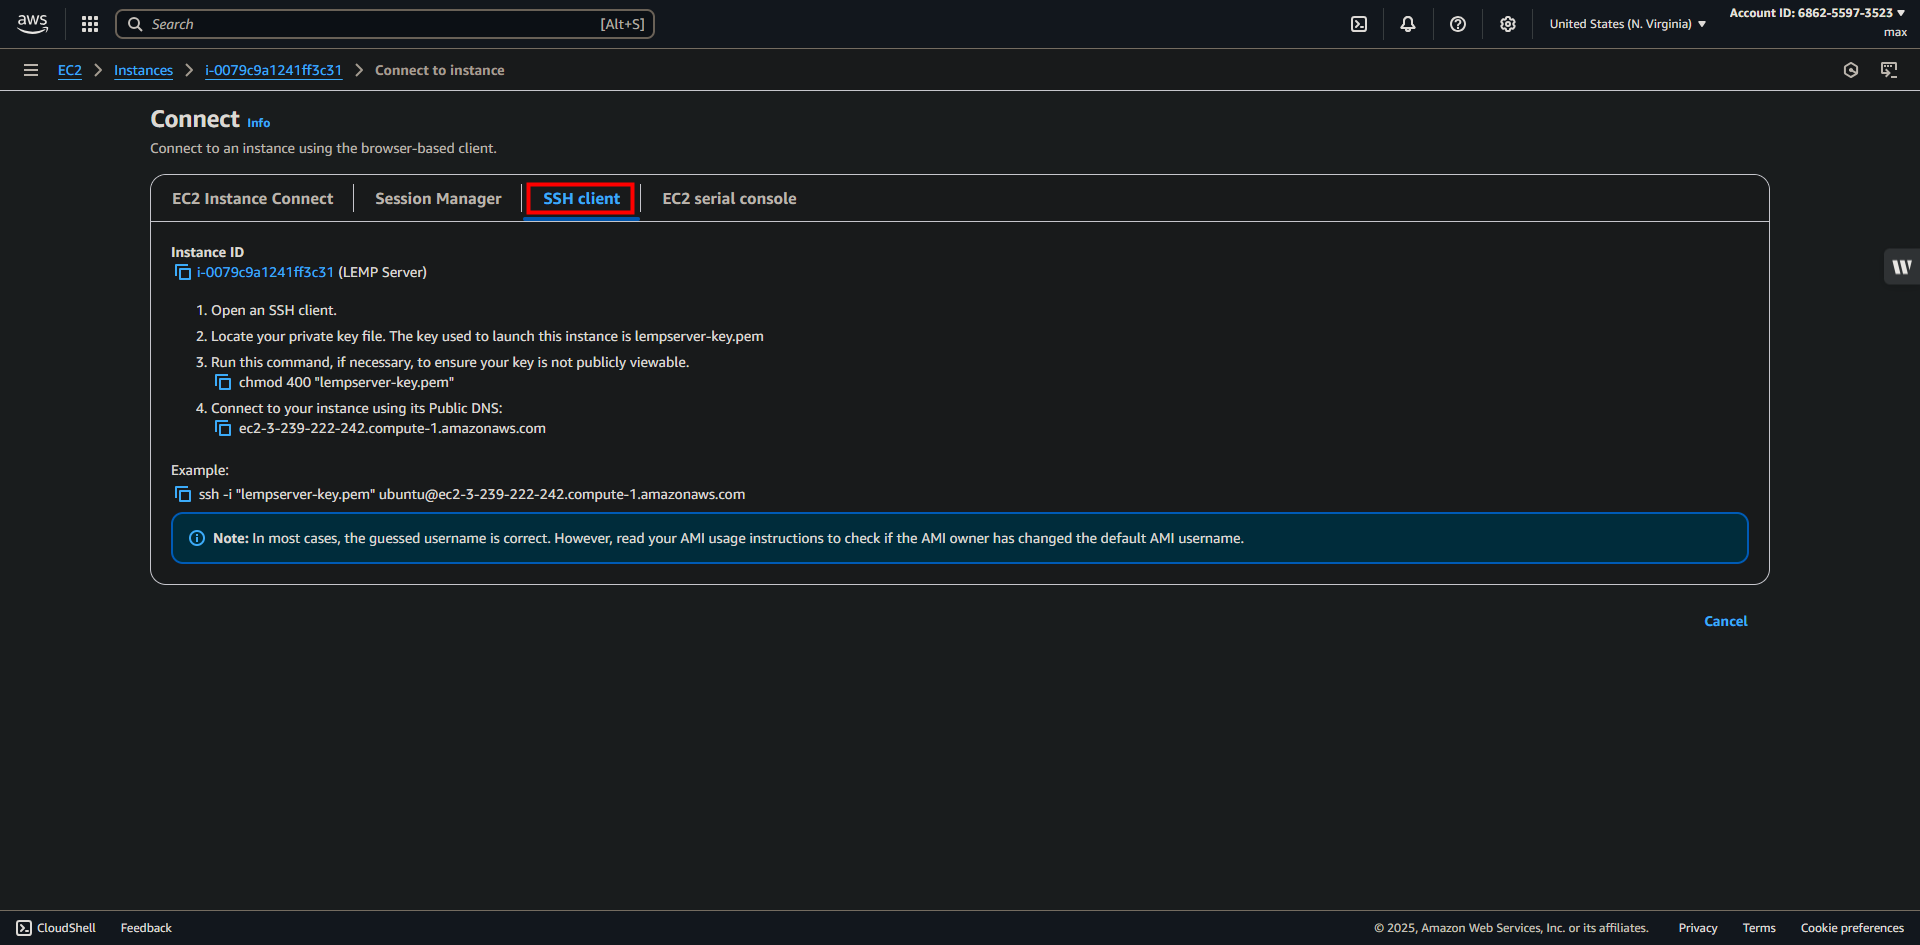 aws
Search [Alt+S]
United States (N. Virginia)
Account ID: 6862-5597-3523
max
EC2 Instances i-0079c9a1241ff3c31 Connect to instance
Connect Info
Connect to an instance using the browser-based client.
EC2 Instance Connect Session Manager SSH client EC2 serial console
Instance ID
i-0079c9a1241ff3c31 (LEMP Server)
1. Open an SSH client.
2. Locate your private key file. The key used to launch this instance is lempserver-key.pem
3. Run this command, if necessary, to ensure your key is not publicly viewable.
chmod 400 "lempserver-key.pem"
4. Connect to your instance using its Public DNS:
ec2-3-239-222-242.compute-1.amazonaws.com
Example:
ssh -i "lempserver-key.pem" ubuntu@ec2-3-239-222-242.compute-1.amazonaws.com
Note: In most cases, the guessed username is correct. However, read your AMI usage instructions to check if the AMI owner has changed the default AMI username.
Cancel
CloudShell Feedback
© 2025, Amazon Web Services, Inc. or its affiliates. Privacy Terms Cookie preferences